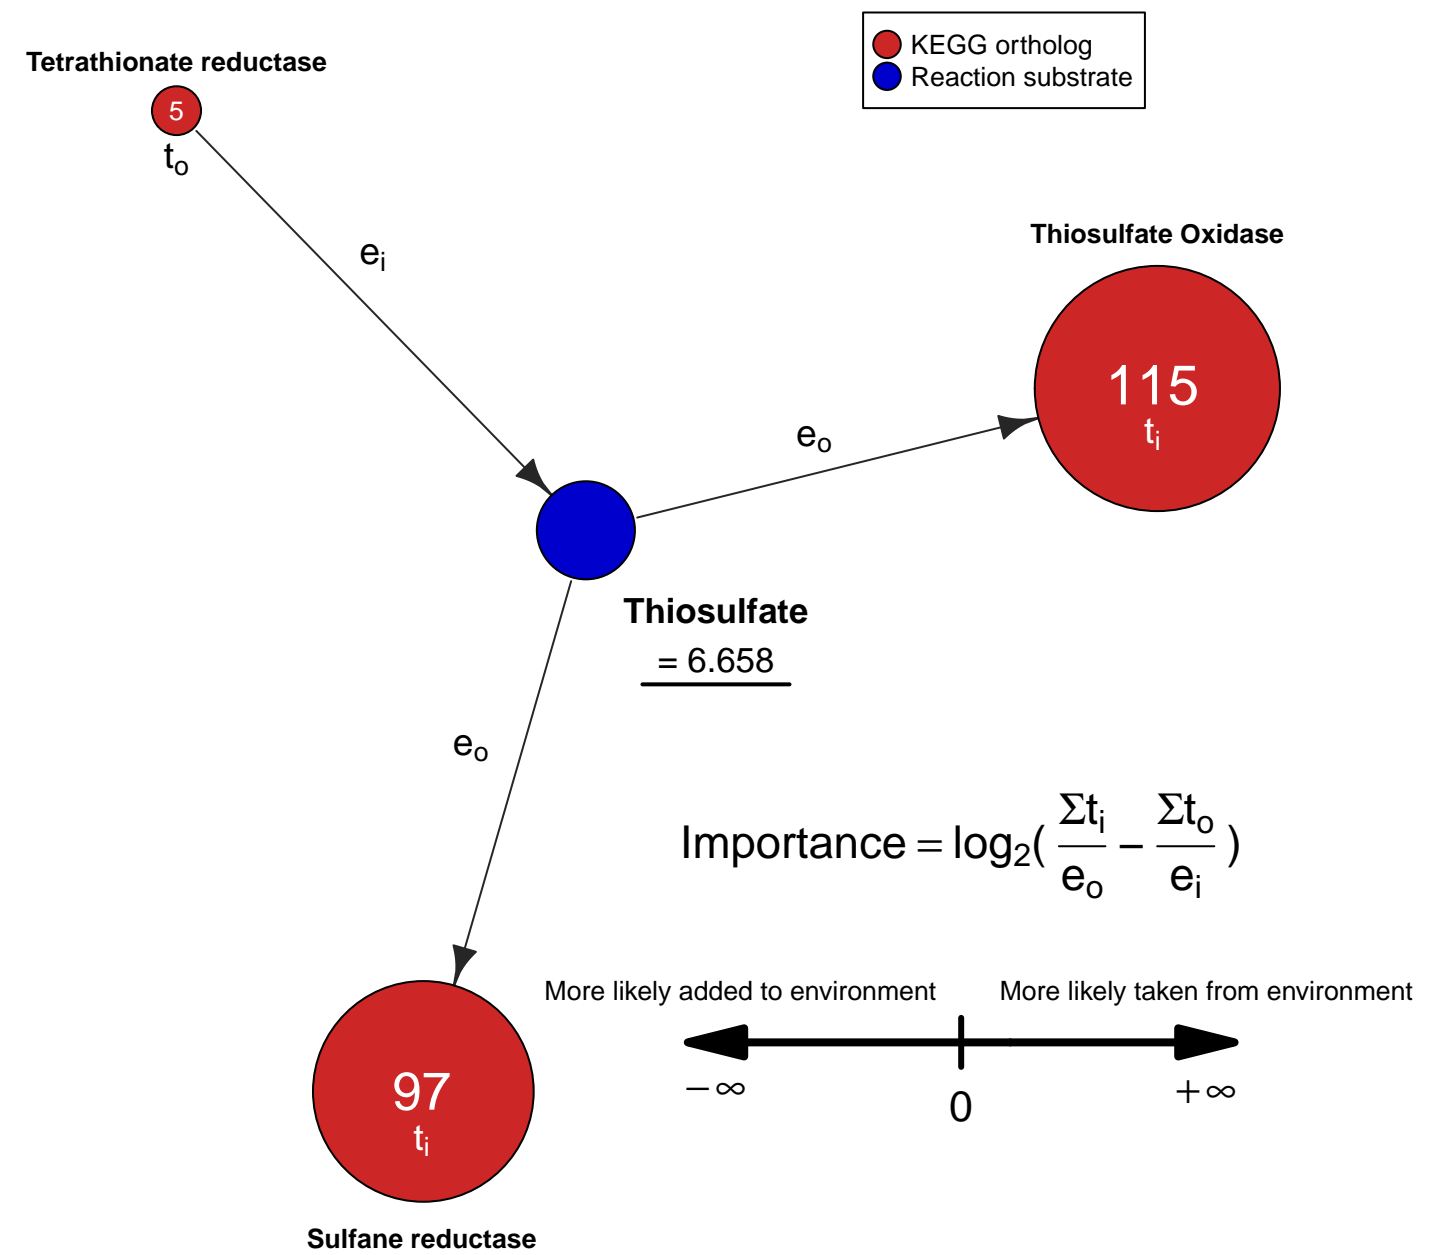 KEGG ortholog
Reaction substrate
Tetrathionate reductase
5
tₒ
eᵢ
Thiosulfate Oxidase
115
tᵢ
eₒ
Thiosulfate
= 6.658
eₒ
Importance = log₂( Σtᵢ/eₒ − Σtₒ/eᵢ )
More likely added to environment
More likely taken from environment
−∞
0
+∞
97
tᵢ
Sulfane reductase